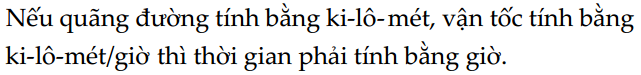 Nếu quãng đường tính bằng ki-lô-mét, vận tốc tính bằng
ki-lô-mét/giờ thì thời gian phải tính bằng giờ.